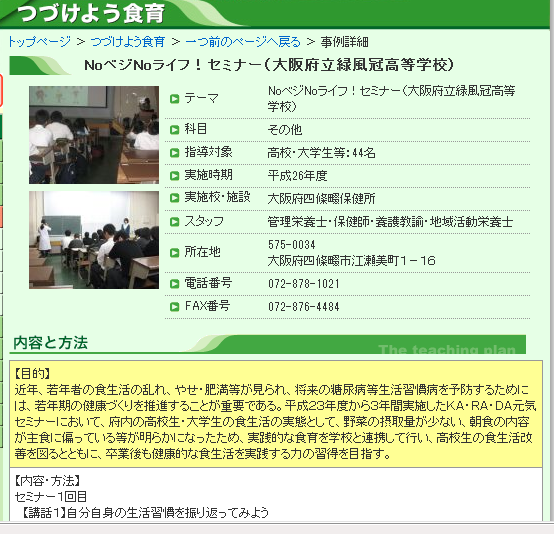 つづけよう食育
トップページ > つづけよう食育 > 一つ前のページへ戻る > 事例詳細
NoベジNoライフ！セミナー（大阪府立緑風冠高等学校）
テーマ
NoベジNoライフ！セミナー（大阪府立緑風冠高等
学校）
科目
その他
指導対象
高校・大学生等:44名
実施時期
平成26年度
実施校・施設
大阪府四條畷保健所
スタッフ
管理栄養士・保健師・養護教諭・地域活動栄養士
所在地
575-0034
大阪府四條畷市江瀬美町１－１６
電話番号
072-878-1021
FAX番号
072-876-4484
内容と方法
The teaching plan
【目的】
近年、若年者の食生活の乱れ、やせ・肥満等が見られ、将来の糖尿病等生活習慣病を予防するために
は、若年期の健康づくりを推進することが重要である。平成23年度から3年間実施したKA・RA・DA元気
セミナーにおいて、府内の高校生・大学生の食生活の実態として、野菜の摂取量が少ない、朝食の内容
が主食に偏っている等が明らかになったため、実践的な食育を学校と連携して行い、高校生の食生活改
善を図るとともに、卒業後も健康的な食生活を実践する力の習得を目指す。
【内容・方法】
セミナー１回目
【講話１】自分自身の生活習慣を振り返ってみよう